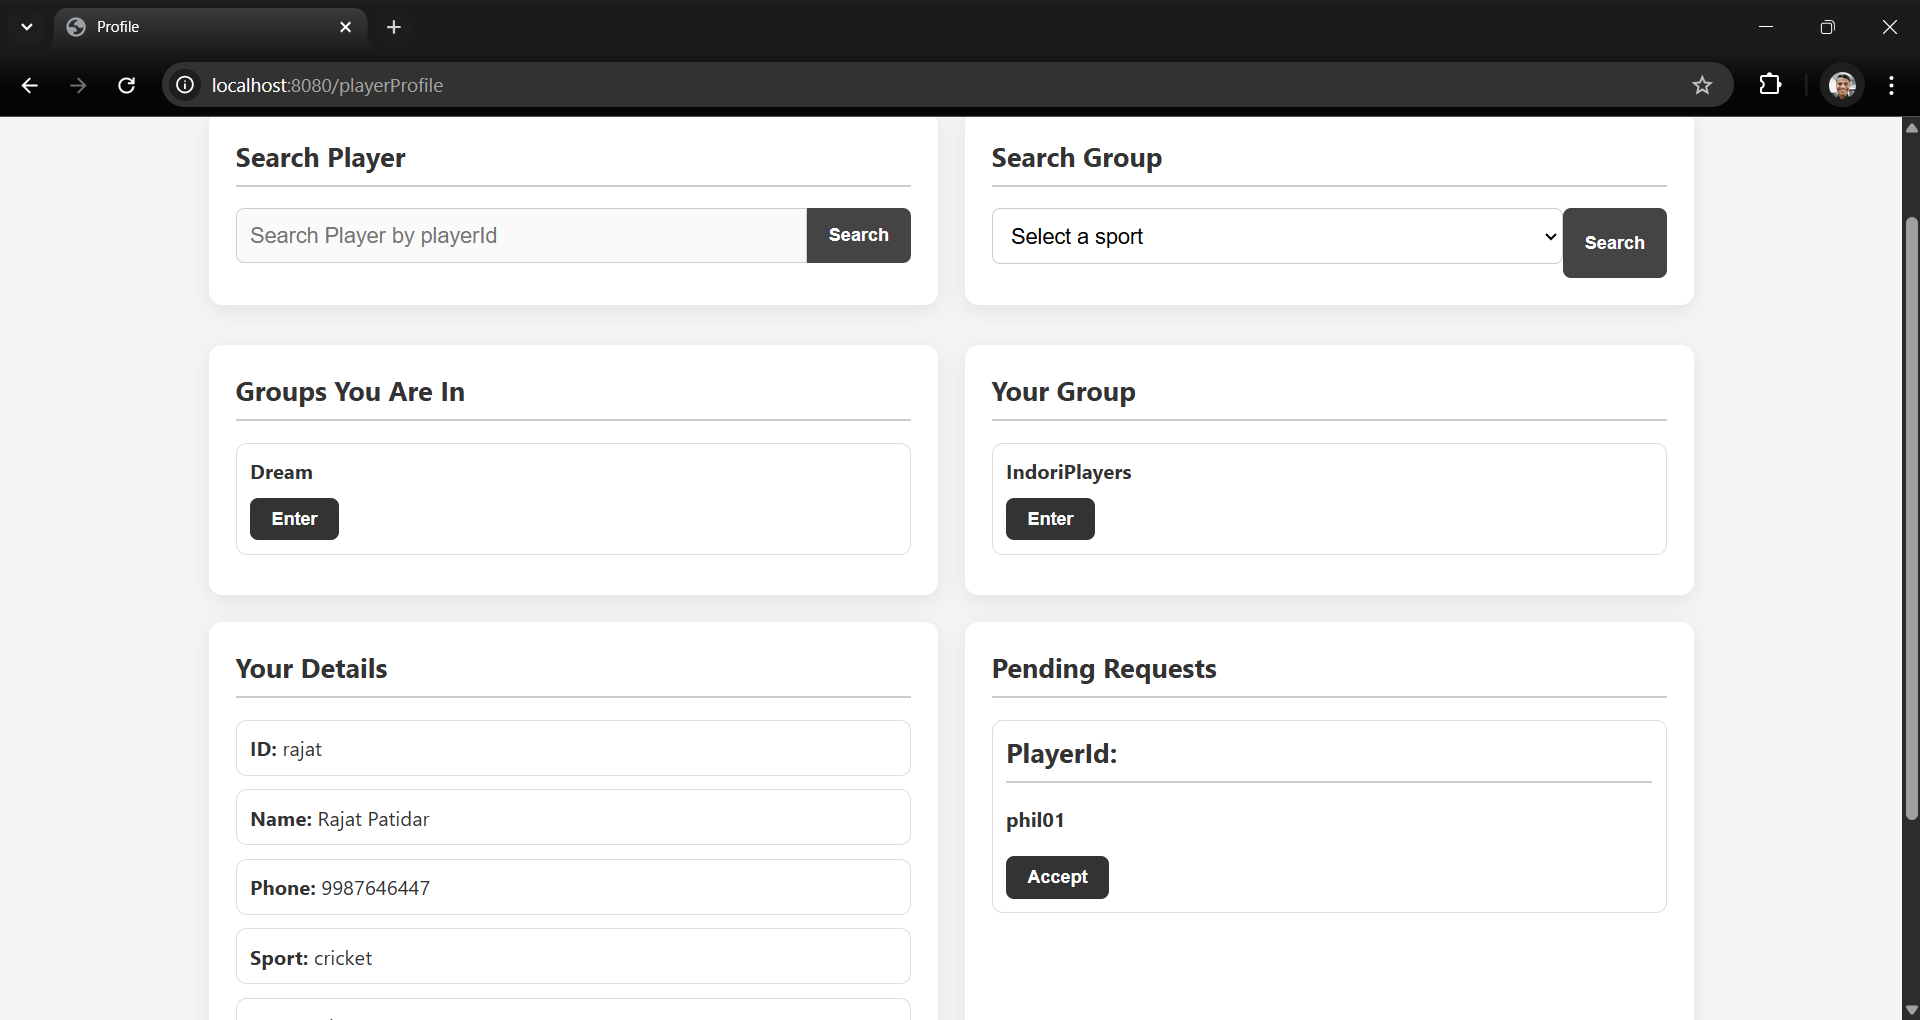 Profile
localhost:8080/playerProfile
Search Player
Search Player by playerId
Search
Search Group
Select a sport
Search
Groups You Are In
Dream
Enter
Your Group
IndoriPlayers
Enter
Your Details
ID: rajat
Name: Rajat Patidar
Phone: 9987646447
Sport: cricket
Pending Requests
PlayerId:
phil01
Accept